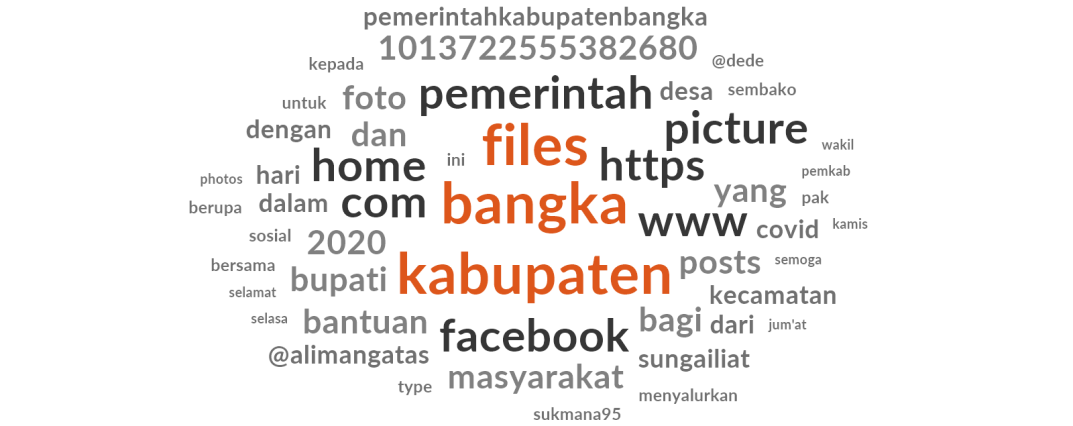 pemerintahkabupatenbangka
1013722555382680
kepada
@dede
pemerintah
desa
sembako
untuk
foto
picture
dengan
dan
files
wakil
home
ini
https
pemkab
photos
hari
yang
pak
berupa
dalam
com
bangka
www
covid
kamis
sosial
2020
posts
semoga
bersama
bupati
kabupaten
kecamatan
selamat
selasa
bantuan
facebook
bagi
dari
jum'at
@alimangatas
sungailiat
type
masyarakat
menyalurkan
sukmana95